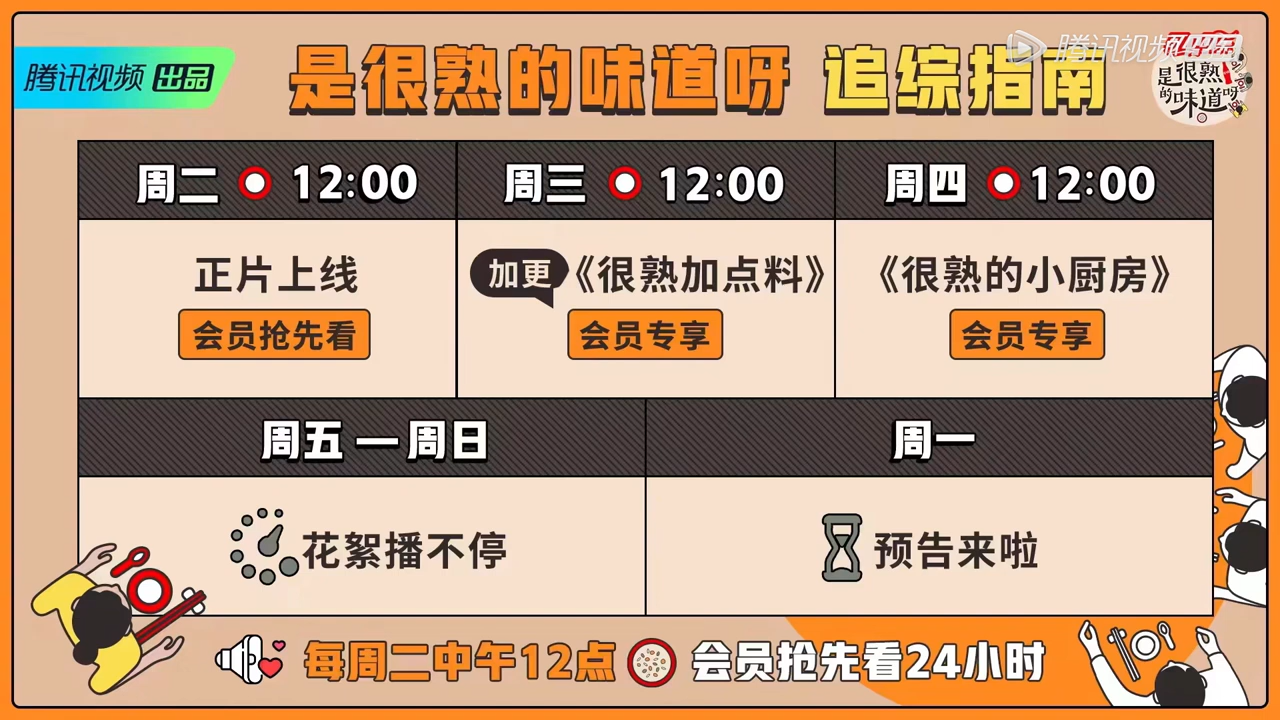 腾讯视频 出品
是很熟的味道呀 追综指南
腾讯视频
是很熟
的味道呀
周二 12:00
周三 12:00
周四 12:00
正片上线
会员抢先看
加更《很熟加点料》
会员专享
《很熟的小厨房》
会员专享
周五 — 周日
周一
花絮播不停
预告来啦
每周二中午12点 会员抢先看24小时